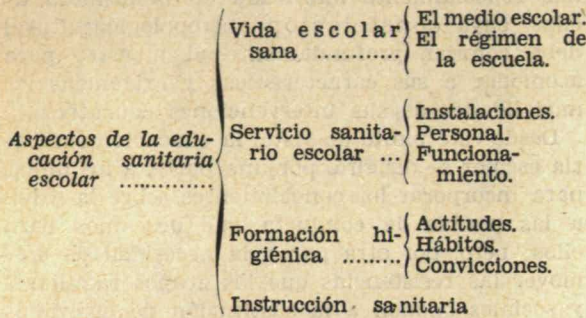 Vida escolar
sana ............
El medio escolar.
El régimen de
la escuela.
Aspectos de la edu-
cación sanitaria
escolar ..............
Servicio sanita-
rio escolar ...
Instalaciones.
Personal.
Funciona-
miento.
Formación hi-
giénica .........
Actitudes.
Hábitos.
Convicciones.
Instrucción sanitaria